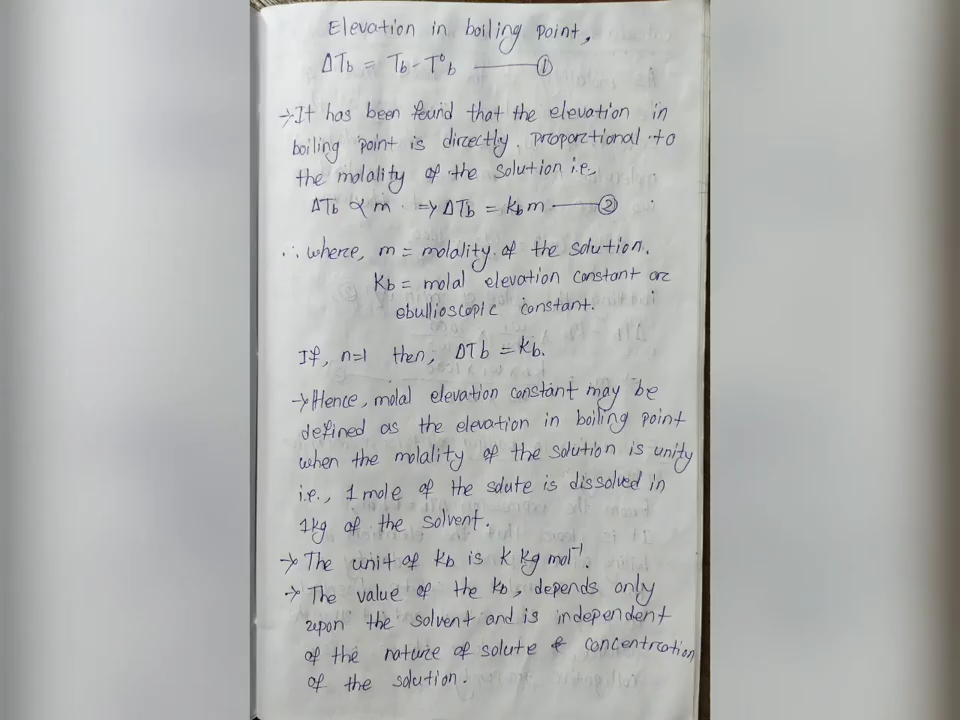 Elevation in boiling point,
ΔTb = Tb - T°b ——— ①
→ It has been found that the elevation in
boiling point is directly proportional to
the molality of the solution i.e.,
ΔTb ∝ m ⇒ ΔTb = Kb m ——— ②
∴ where, m = molality of the solution.
Kb = molal elevation constant or
ebullioscopic constant.
If, n=1 then, ΔTb = Kb.
→ Hence, molal elevation constant may be
defined as the elevation in boiling point
when the molality of the solution is unity
i.e., 1 mole of the solute is dissolved in
1kg of the solvent.
→ The unit of Kb is K Kg mol⁻¹.
→ The value of the Kb, depends only
upon the solvent and is independent
of the nature of solute & concentration
of the solution.